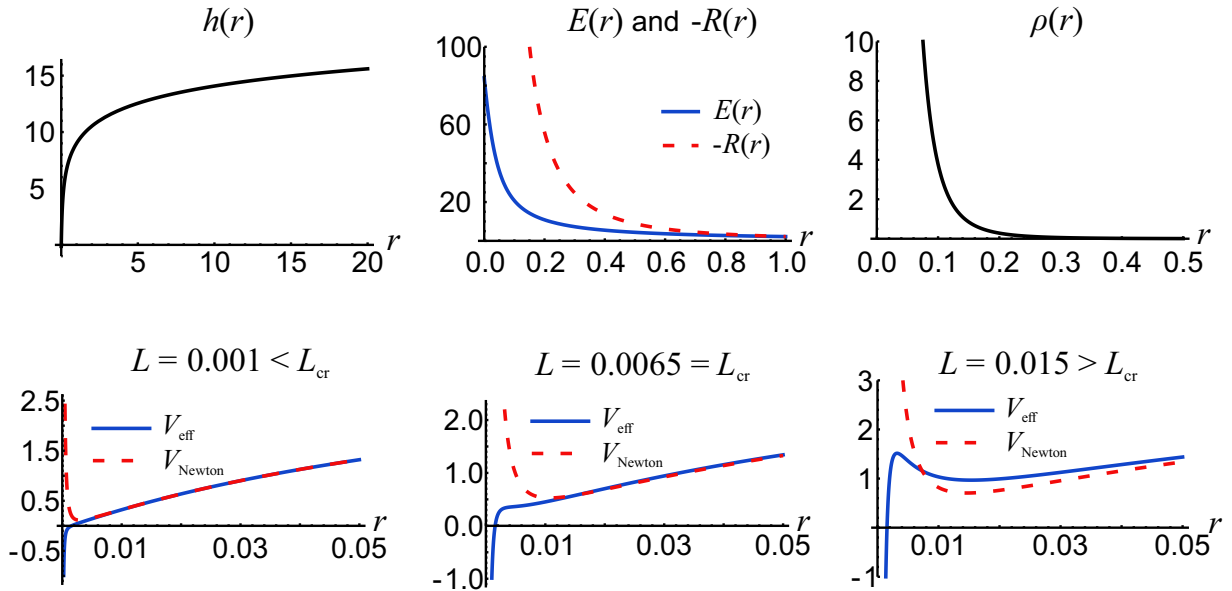 h(r)
15
10
5
5 10 15 20 r
E(r) and -R(r)
100
60
20
E(r)
-R(r)
0.0 0.2 0.4 0.6 0.8 1.0 r
ρ(r)
10
8
6
4
2
0.0 0.1 0.2 0.3 0.4 0.5 r
L = 0.001 < L_cr
2.5
1.5
0.5
-0.5
V_eff
V_Newton
0.01 0.03 0.05 r
L = 0.0065 = L_cr
2.0
1.0
0.0
-1.0
V_eff
V_Newton
0.01 0.03 0.05 r
L = 0.015 > L_cr
3
2
1
-1
V_eff
V_Newton
0.01 0.03 0.05 r